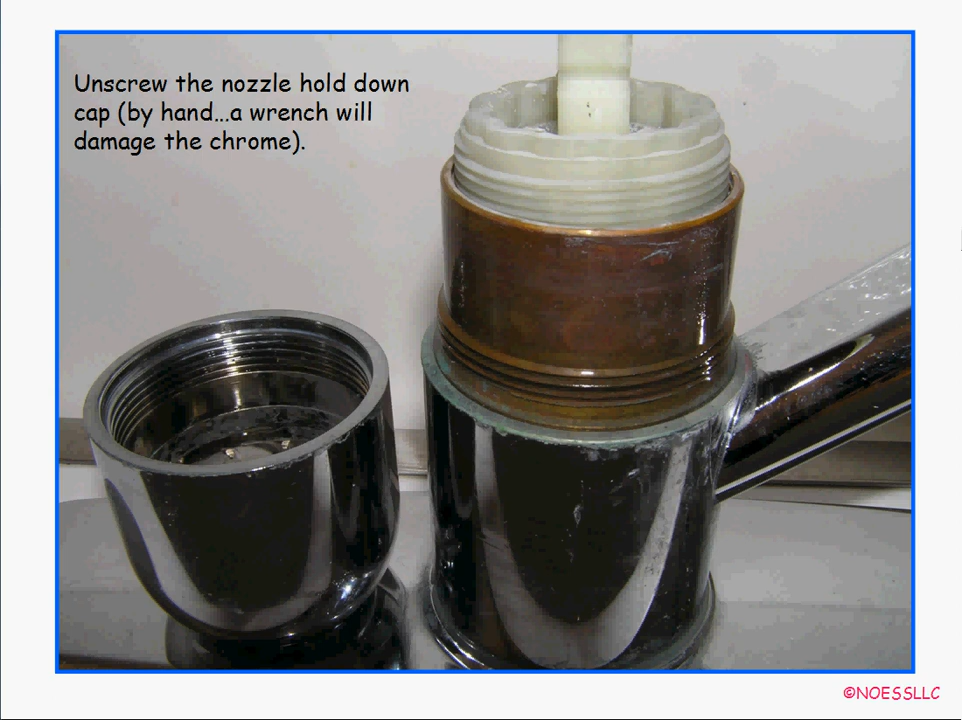 Unscrew the nozzle hold down
cap (by hand...a wrench will
damage the chrome).
©NOESSLLC